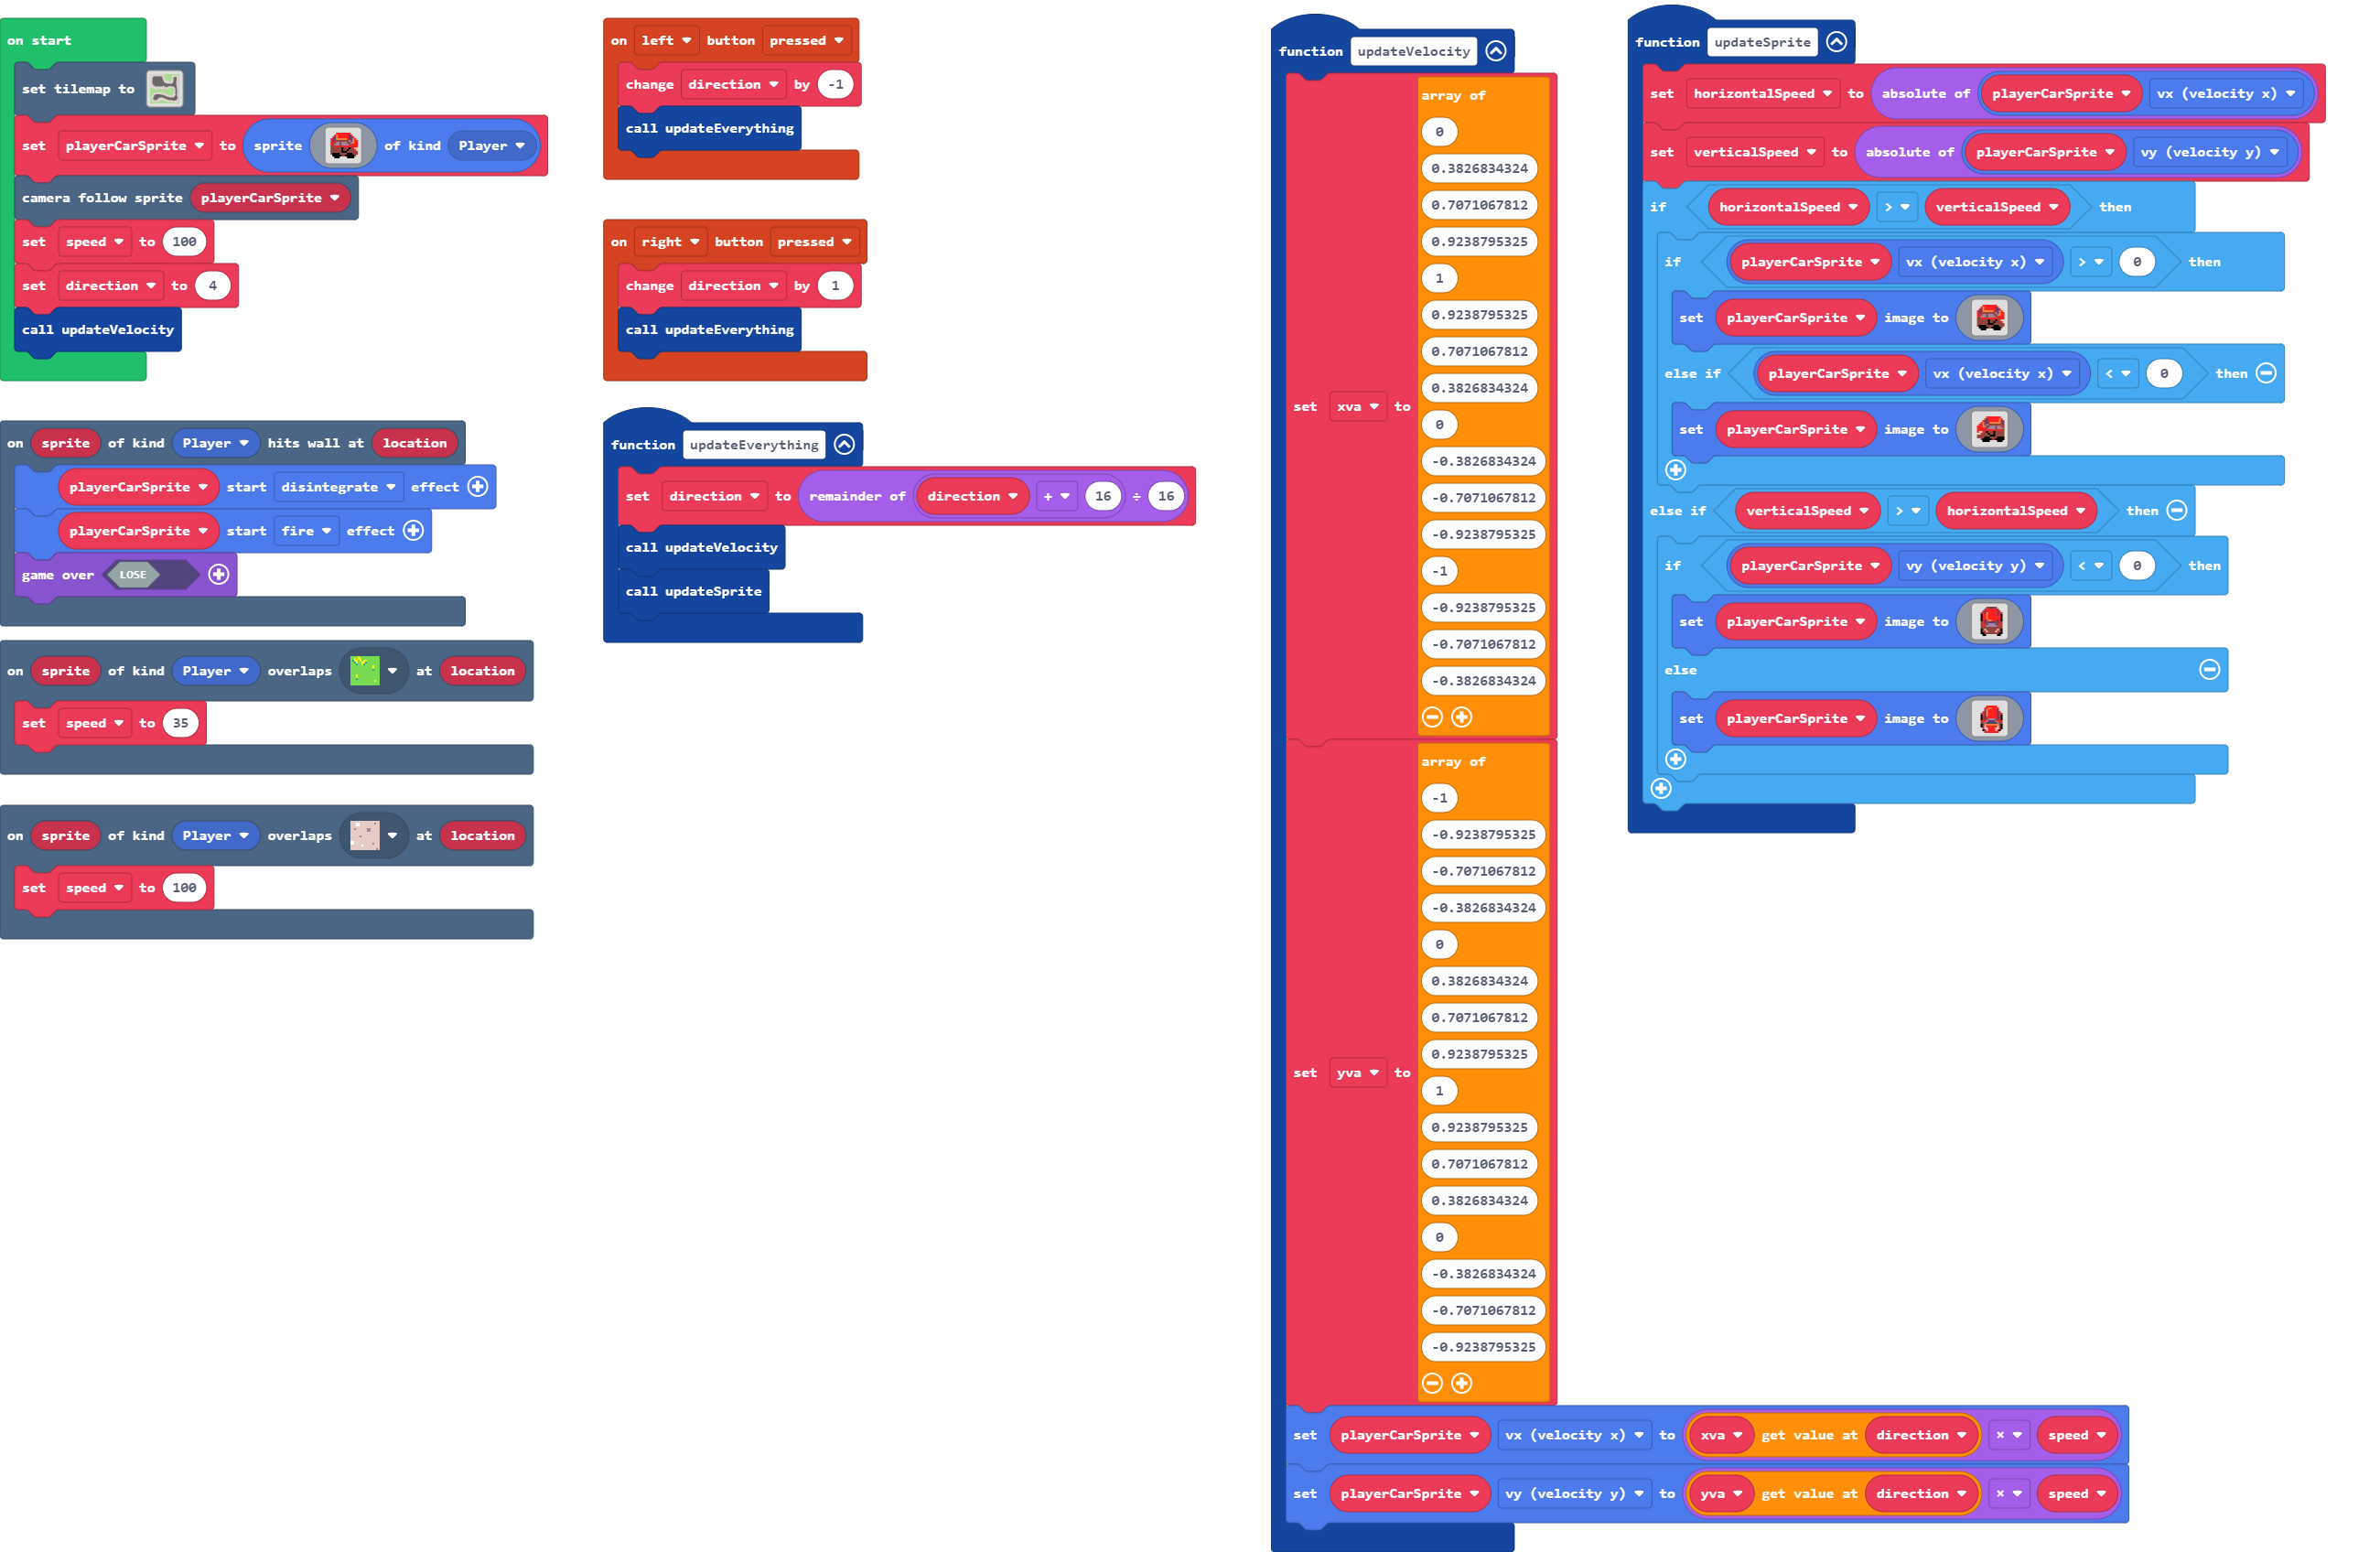 on start
set tilemap to
set playerCarSprite to sprite of kind Player
camera follow sprite playerCarSprite
set speed to 100
set direction to 4
call updateVelocity
on sprite of kind Player hits wall at location
playerCarSprite start disintegrate effect
playerCarSprite start fire effect
game over LOSE
on sprite of kind Player overlaps at location
set speed to 35
on sprite of kind Player overlaps at location
set speed to 100
on left button pressed
change direction by -1
call updateEverything
on right button pressed
change direction by 1
call updateEverything
function updateEverything
set direction to remainder of direction + 16 ÷ 16
call updateVelocity
call updateSprite
function updateVelocity
set xva to
array of
0
0.3826834324
0.7071067812
0.9238795325
1
0.9238795325
0.7071067812
0.3826834324
0
-0.3826834324
-0.7071067812
-0.9238795325
-1
-0.9238795325
-0.7071067812
-0.3826834324
set yva to
array of
-1
-0.9238795325
-0.7071067812
-0.3826834324
0
0.3826834324
0.7071067812
0.9238795325
1
0.9238795325
0.7071067812
0.3826834324
0
-0.3826834324
-0.7071067812
-0.9238795325
set playerCarSprite vx (velocity x) to xva get value at direction × speed
set playerCarSprite vy (velocity y) to yva get value at direction × speed
function updateSprite
set horizontalSpeed to absolute of playerCarSprite vx (velocity x)
set verticalSpeed to absolute of playerCarSprite vy (velocity y)
if horizontalSpeed > verticalSpeed then
if playerCarSprite vx (velocity x) > 0 then
set playerCarSprite image to
else if playerCarSprite vx (velocity x) < 0 then
set playerCarSprite image to
else if verticalSpeed > horizontalSpeed then
if playerCarSprite vy (velocity y) < 0 then
set playerCarSprite image to
else
set playerCarSprite image to